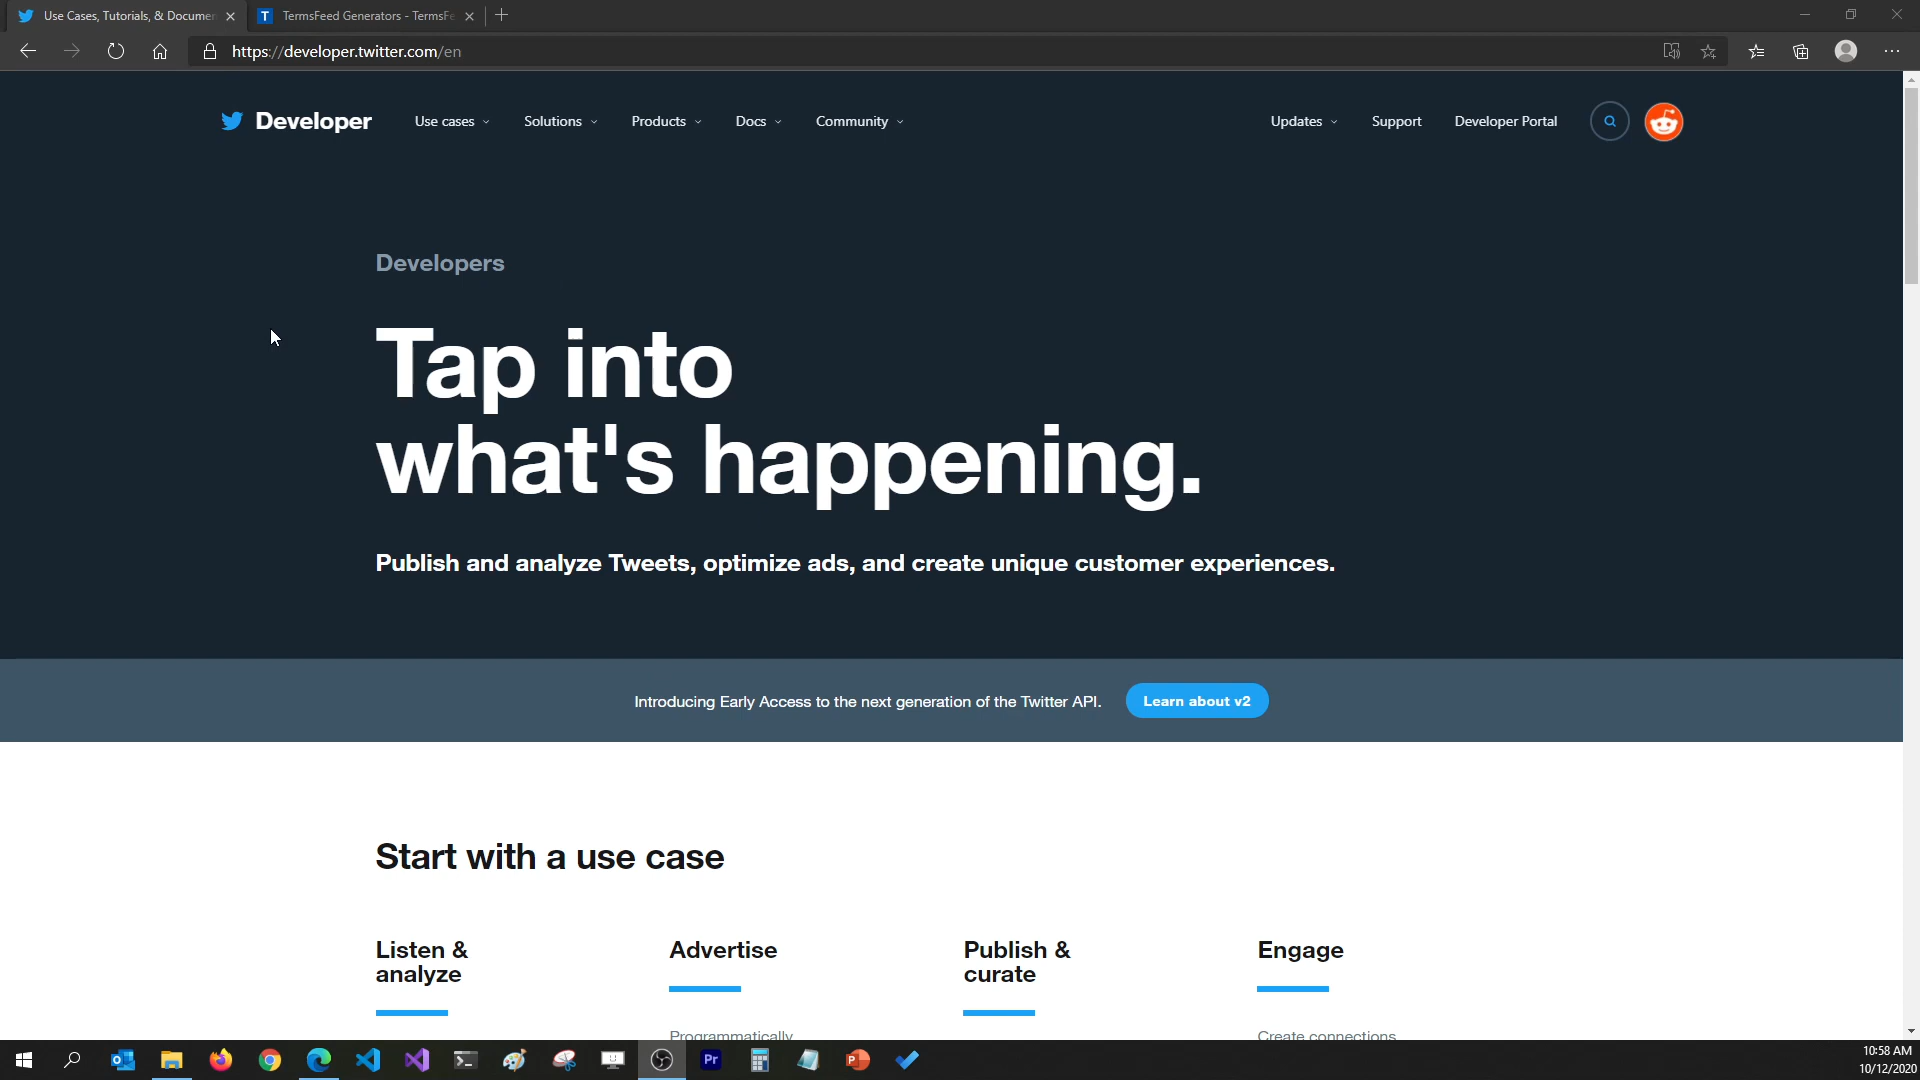 Use Cases, Tutorials, & Documen
TermsFeed Generators - TermsFe
https://developer.twitter.com/en
Developer
Use cases
Solutions
Products
Docs
Community
Updates
Support
Developer Portal
Developers
Tap into
what's happening.
Publish and analyze Tweets, optimize ads, and create unique customer experiences.
Introducing Early Access to the next generation of the Twitter API.
Learn about v2
Start with a use case
Listen &
analyze
Advertise
Publish &
curate
Engage
Programmatically
Create connections
10:58 AM
10/12/2020